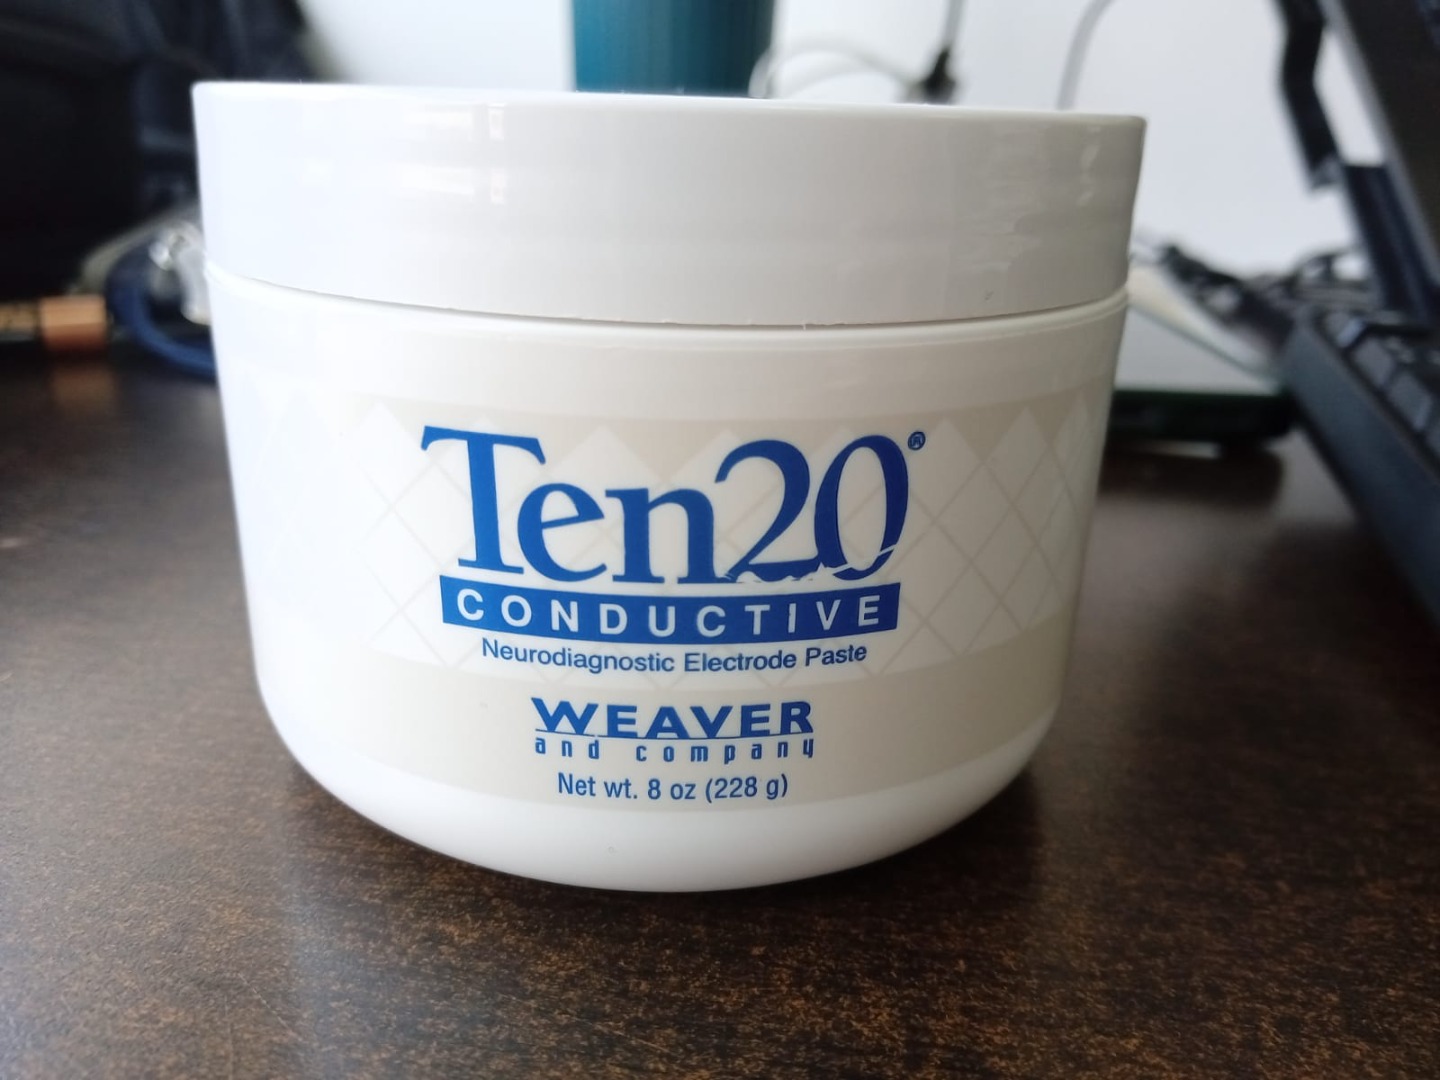 Ten20®
CONDUCTIVE
Neurodiagnostic Electrode Paste
WEAVER
and company
Net wt. 8 oz (228 g)